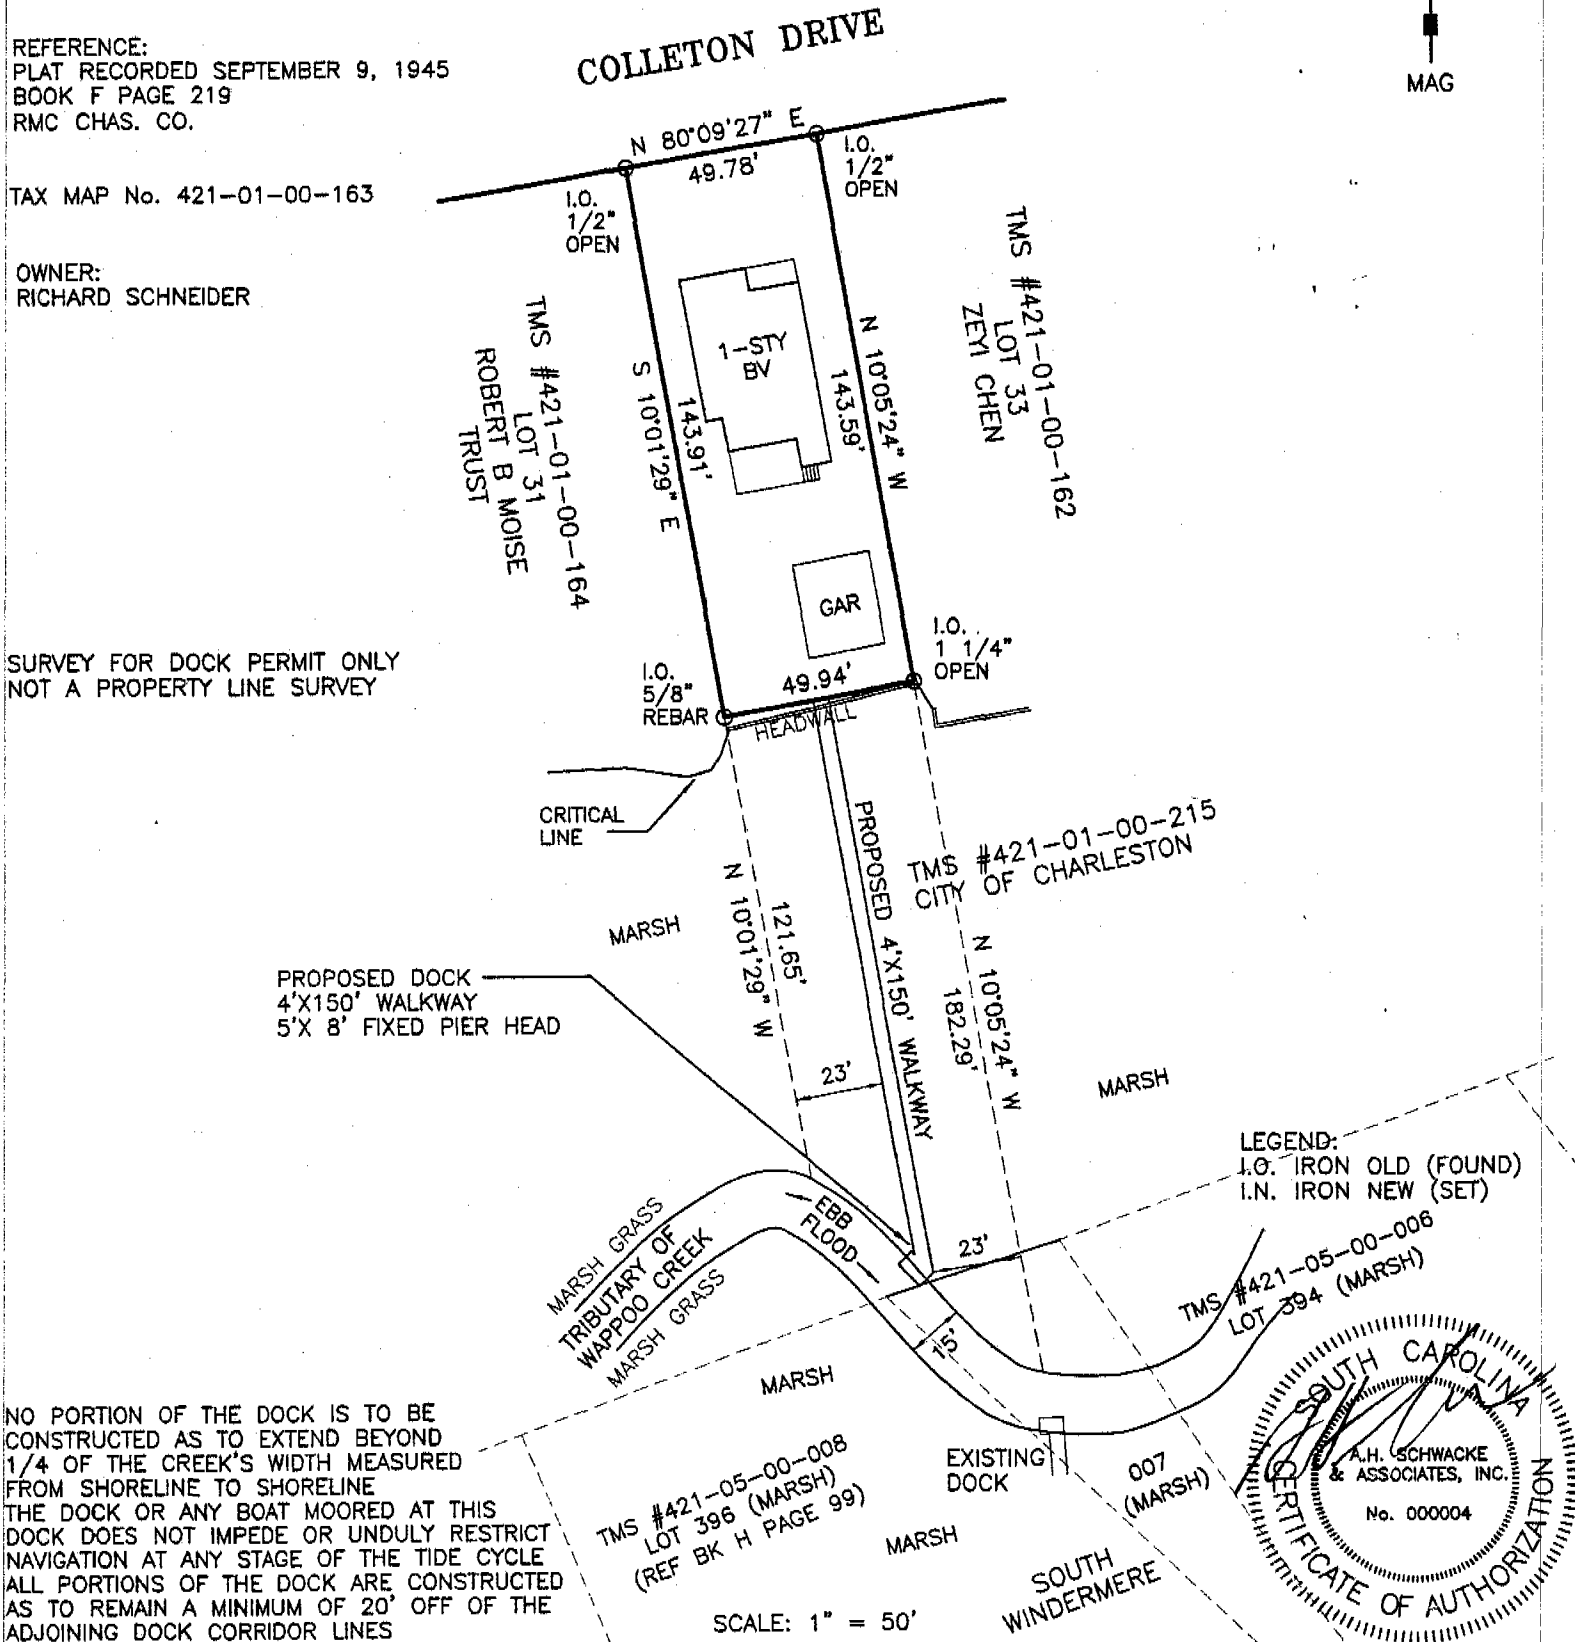 REFERENCE:
PLAT RECORDED SEPTEMBER 9, 1945
BOOK F PAGE 219
RMC CHAS. CO.
TAX MAP No. 421-01-00-163
OWNER:
RICHARD SCHNEIDER
COLLETON DRIVE
MAG
N 80°09'27" E
49.78'
I.O.
1/2"
OPEN
I.O.
1/2"
OPEN
TMS #421-01-00-164
LOT 31
ROBERT B MOISE
TRUST
S 10°01'29" E
143.91'
1-STY
BV
N 10°05'24" W
143.59'
TMS #421-01-00-162
LOT 33
ZEYI CHEN
GAR
SURVEY FOR DOCK PERMIT ONLY
NOT A PROPERTY LINE SURVEY
I.O.
5/8"
REBAR
49.94'
I.O.
1 1/4"
OPEN
HEADWALL
CRITICAL
LINE
PROPOSED 4'X150' WALKWAY
TMS #421-01-00-215
CITY OF CHARLESTON
MARSH
N 10°01'29" W
121.65'
N 10°05'24" W
182.29'
PROPOSED DOCK
4'X150' WALKWAY
5'X 8' FIXED PIER HEAD
23'
MARSH
LEGEND:
I.O. IRON OLD (FOUND)
I.N. IRON NEW (SET)
EBB
FLOOD
MARSH GRASS
TRIBUTARY OF
WAPPOO CREEK
MARSH GRASS
23'
TMS #421-05-00-006
LOT 394 (MARSH)
15'
MARSH
NO PORTION OF THE DOCK IS TO BE
CONSTRUCTED AS TO EXTEND BEYOND
1/4 OF THE CREEK'S WIDTH MEASURED
FROM SHORELINE TO SHORELINE
THE DOCK OR ANY BOAT MOORED AT THIS
DOCK DOES NOT IMPEDE OR UNDULY RESTRICT
NAVIGATION AT ANY STAGE OF THE TIDE CYCLE
ALL PORTIONS OF THE DOCK ARE CONSTRUCTED
AS TO REMAIN A MINIMUM OF 20' OFF OF THE
ADJOINING DOCK CORRIDOR LINES
TMS #421-05-00-008
LOT 396 (MARSH)
(REF BK H PAGE 99)
EXISTING
DOCK
007
(MARSH)
MARSH
SOUTH
WINDERMERE
SCALE: 1" = 50'
SOUTH CAROLINA
A.H. SCHWACKE
& ASSOCIATES, INC.
No. 000004
CERTIFICATE OF AUTHORIZATION